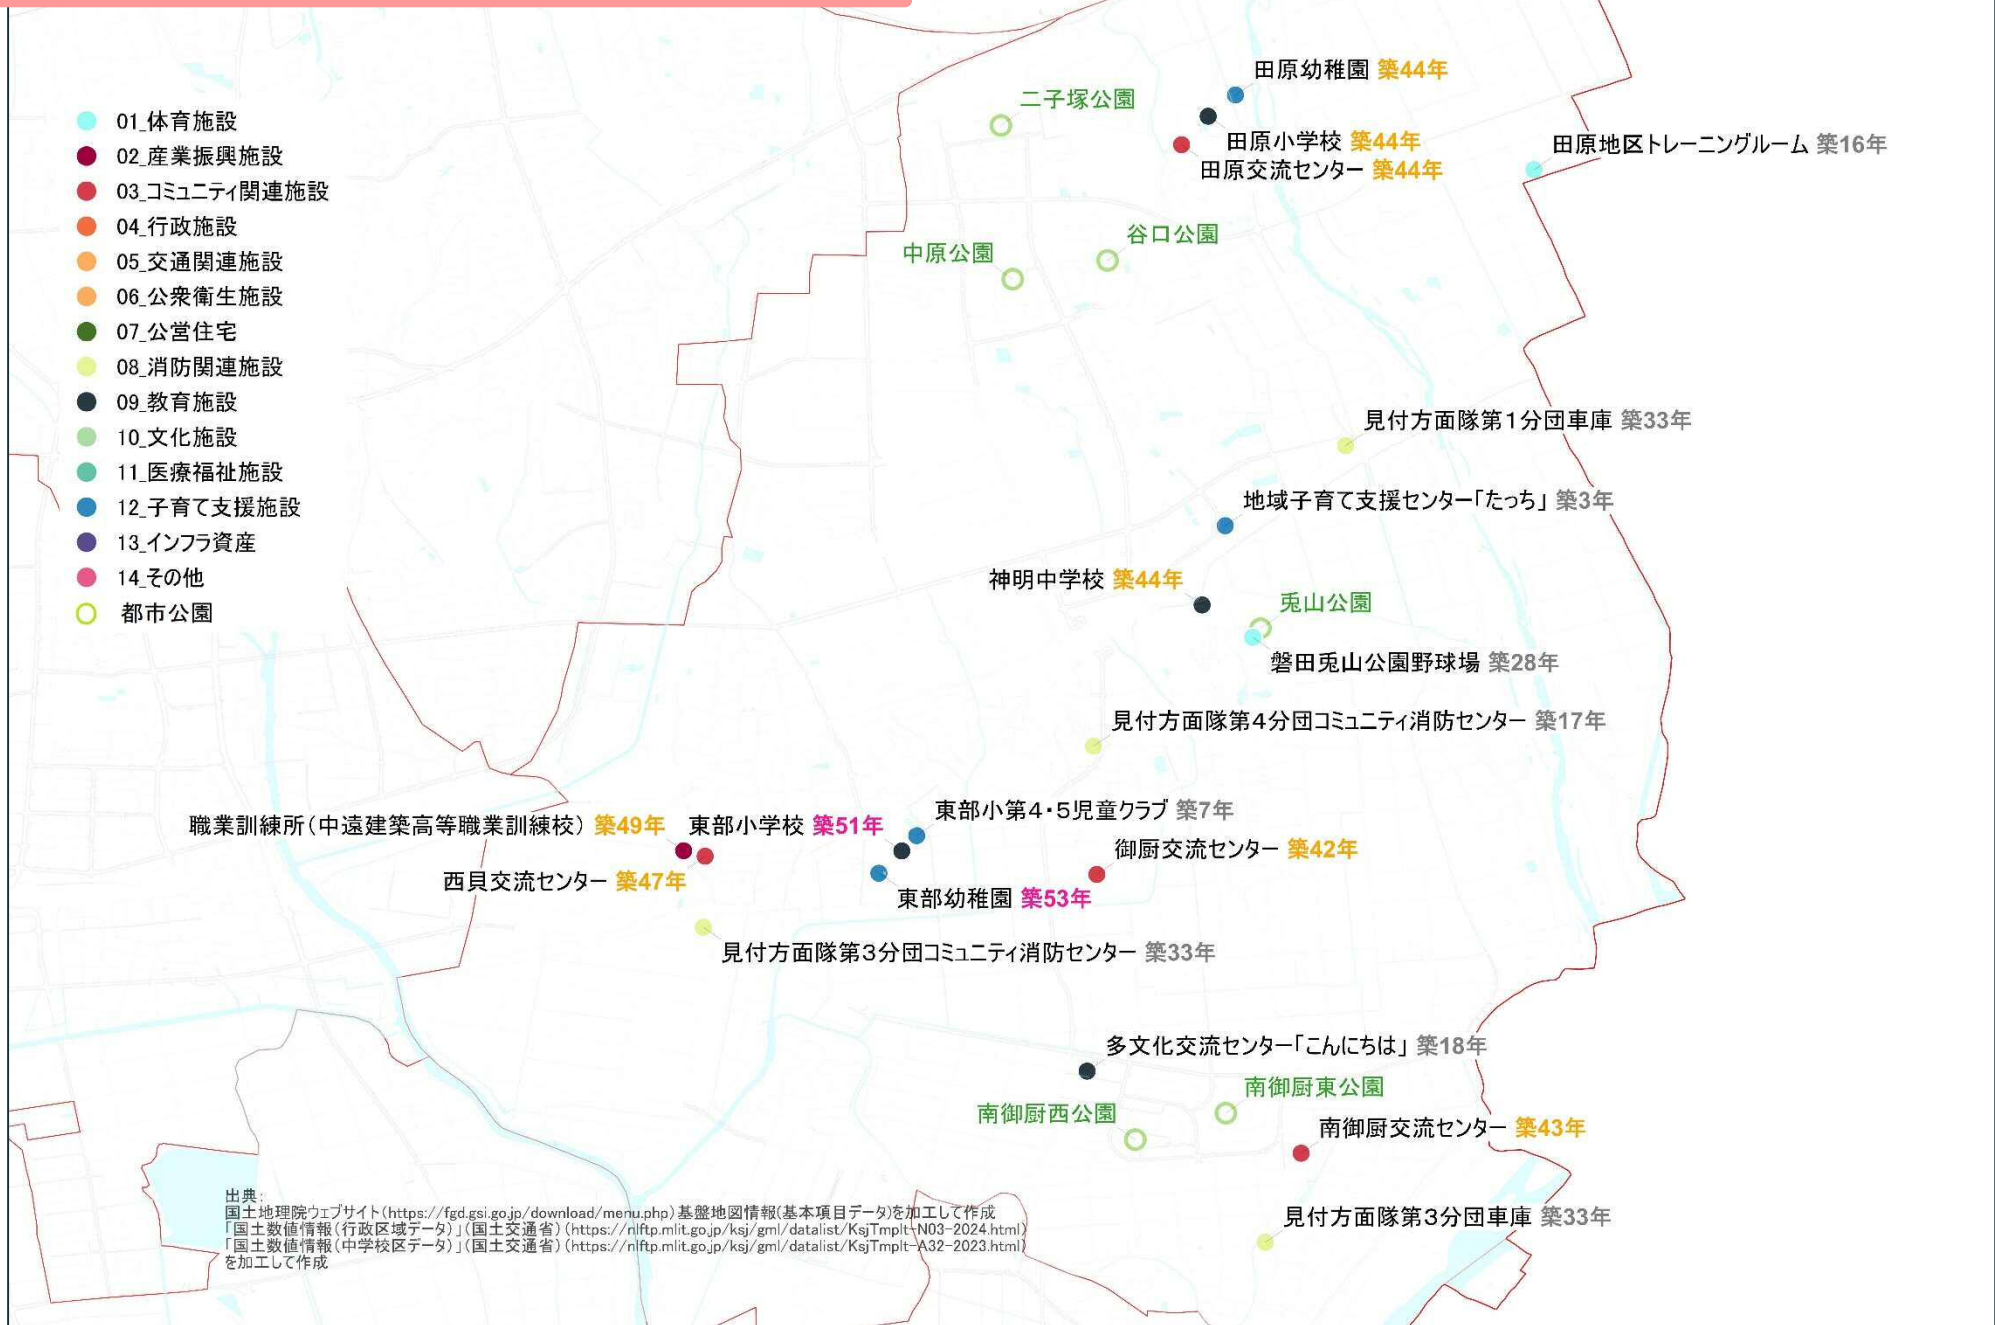 01_体育施設
02_産業振興施設
03_コミュニティ関連施設
04_行政施設
05_交通関連施設
06_公衆衛生施設
07_公営住宅
08_消防関連施設
09_教育施設
10_文化施設
11_医療福祉施設
12_子育て支援施設
13_インフラ資産
14_その他
都市公園
田原幼稚園 築44年
二子塚公園
田原小学校 築44年
田原地区トレーニングルーム 築16年
田原交流センター 築44年
谷口公園
中原公園
見付方面隊第1分団車庫 築33年
地域子育て支援センター「たっち」 築3年
神明中学校 築44年
兎山公園
磐田兎山公園野球場 築28年
見付方面隊第4分団コミュニティ消防センター 築17年
東部小第4・5児童クラブ 築7年
職業訓練所(中遠建築高等職業訓練校) 築49年
東部小学校 築51年
御厨交流センター 築42年
西貝交流センター 築47年
東部幼稚園 築53年
見付方面隊第3分団コミュニティ消防センター 築33年
多文化交流センター「こんにちは」 築18年
南御厨東公園
南御厨西公園
南御厨交流センター 築43年
見付方面隊第3分団車庫 築33年
出典:
国土地理院ウェブサイト(https://fgd.gsi.go.jp/download/menu.php)基盤地図情報(基本項目データ)を加工して作成
「国土数値情報(行政区域データ)」(国土交通省)(https://nlftp.mlit.go.jp/ksj/gml/datalist/KsjTmplt-N03-2024.html)
「国土数値情報(中学校区データ)」(国土交通省)(https://nlftp.mlit.go.jp/ksj/gml/datalist/KsjTmplt-A32-2023.html)
を加工して作成